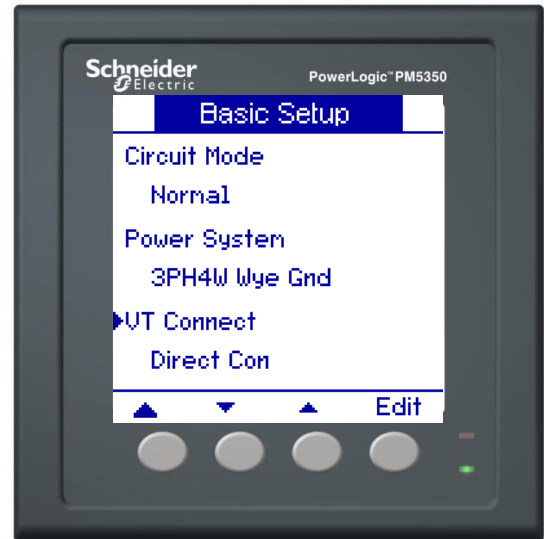 Schneider
Electric
PowerLogic™ PM5350
Basic Setup
Circuit Mode
Normal
Power System
3PH4W Wye Gnd
VT Connect
Direct Con
Edit